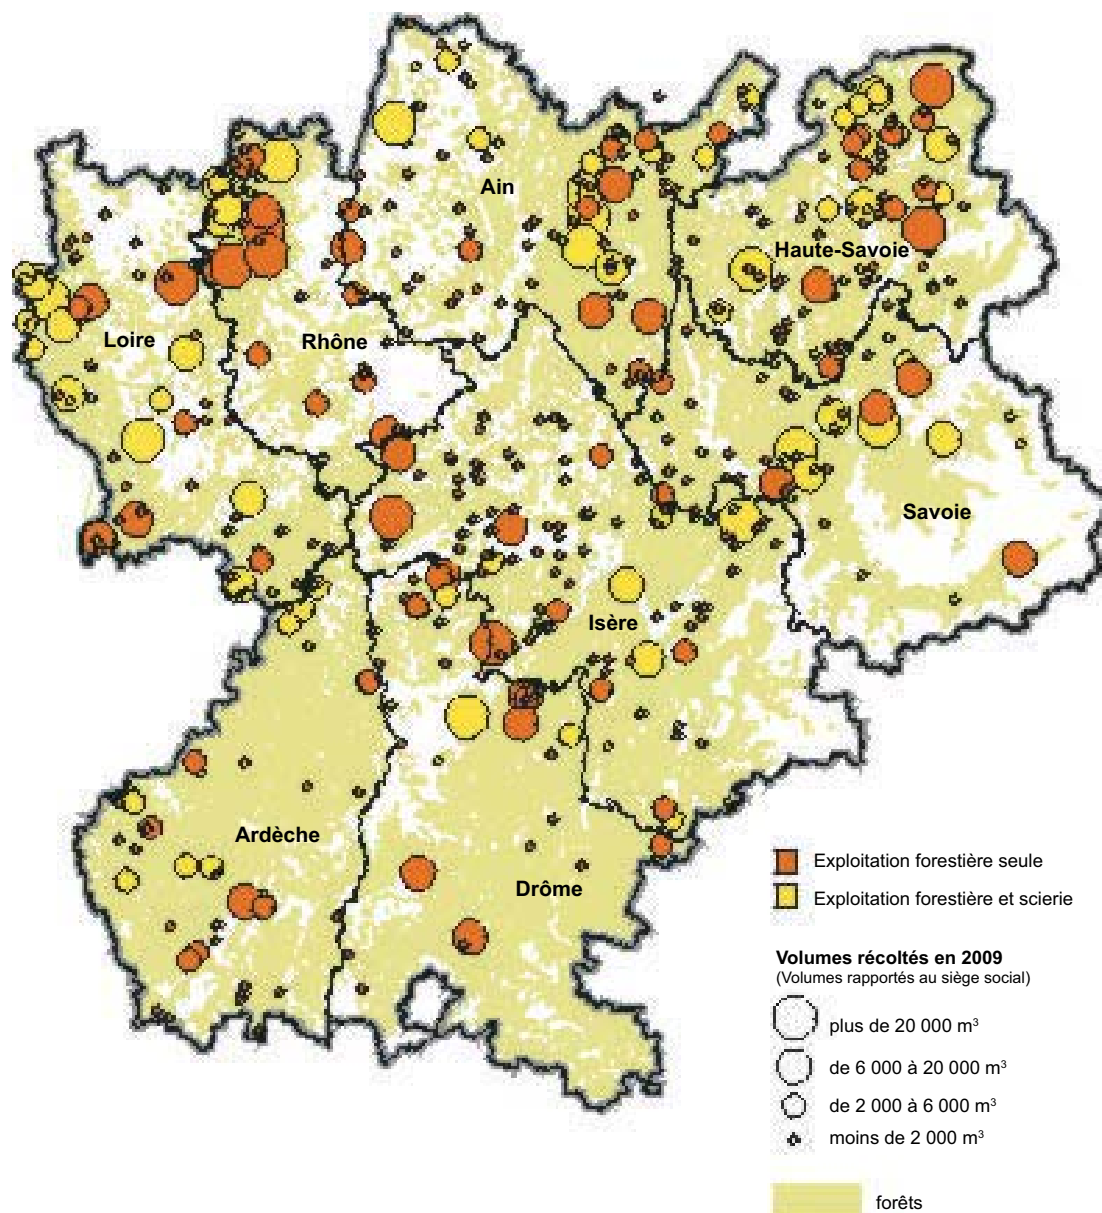 Ain
Haute-Savoie
Loire
Rhône
Savoie
Isère
Ardèche
Drôme
Exploitation forestière seule
Exploitation forestière et scierie
Volumes récoltés en 2009
(Volumes rapportés au siège social)
plus de 20 000 m³
de 6 000 à 20 000 m³
de 2 000 à 6 000 m³
moins de 2 000 m³
forêts